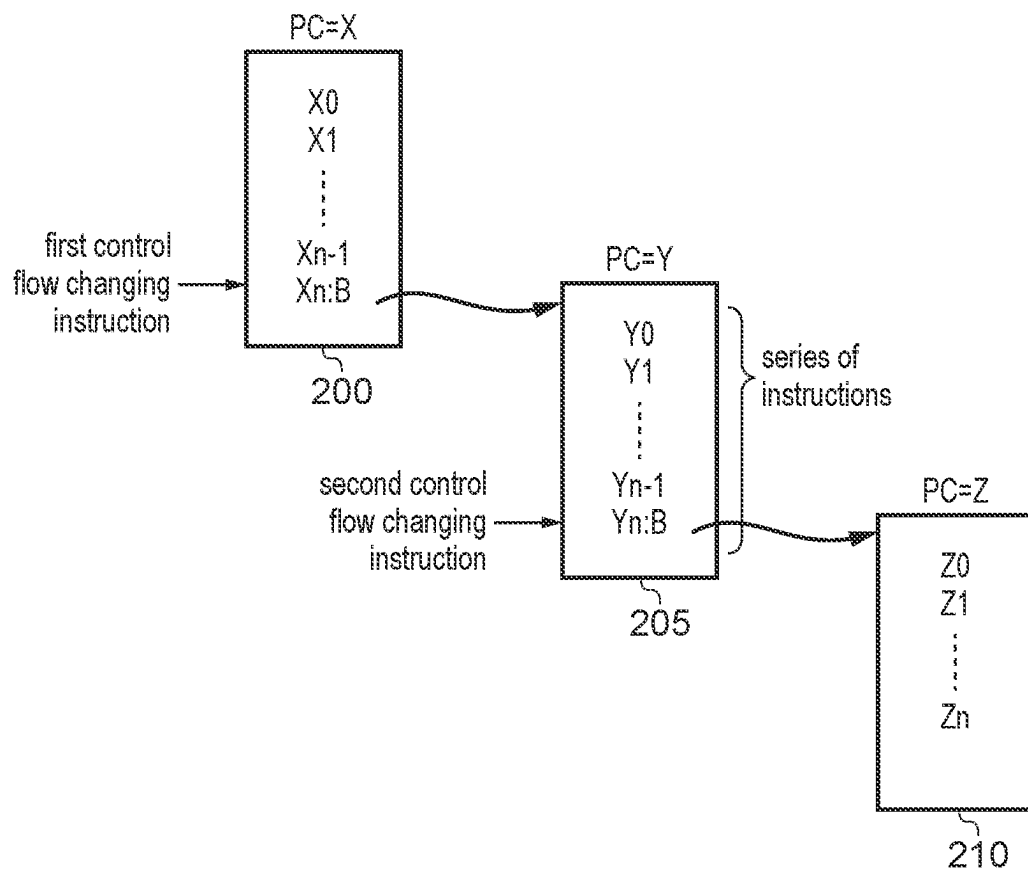 PC=X
X0
X1
Xn-1
Xn:B
first control
flow changing
instruction
200
PC=Y
Y0
Y1
Yn-1
Yn:B
series of
instructions
second control
flow changing
instruction
205
PC=Z
Z0
Z1
Zn
210